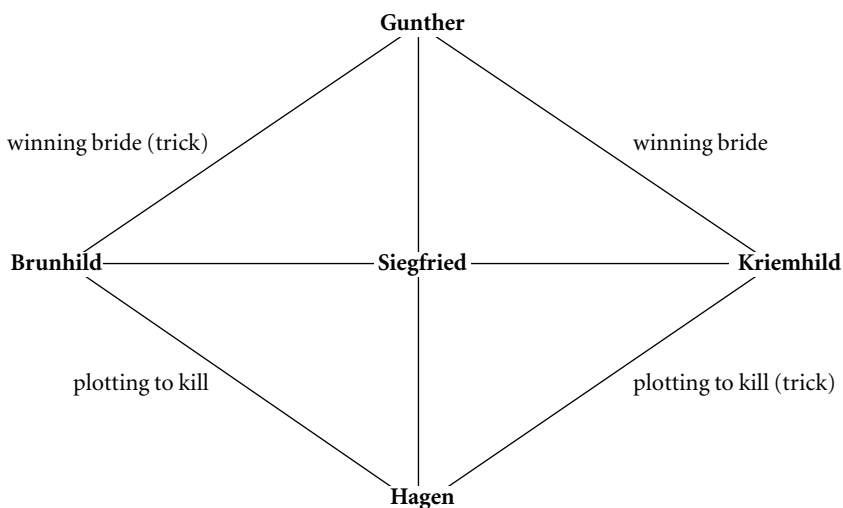 Gunther
winning bride (trick)
winning bride
Brunhild
Siegfried
Kriemhild
plotting to kill
plotting to kill (trick)
Hagen